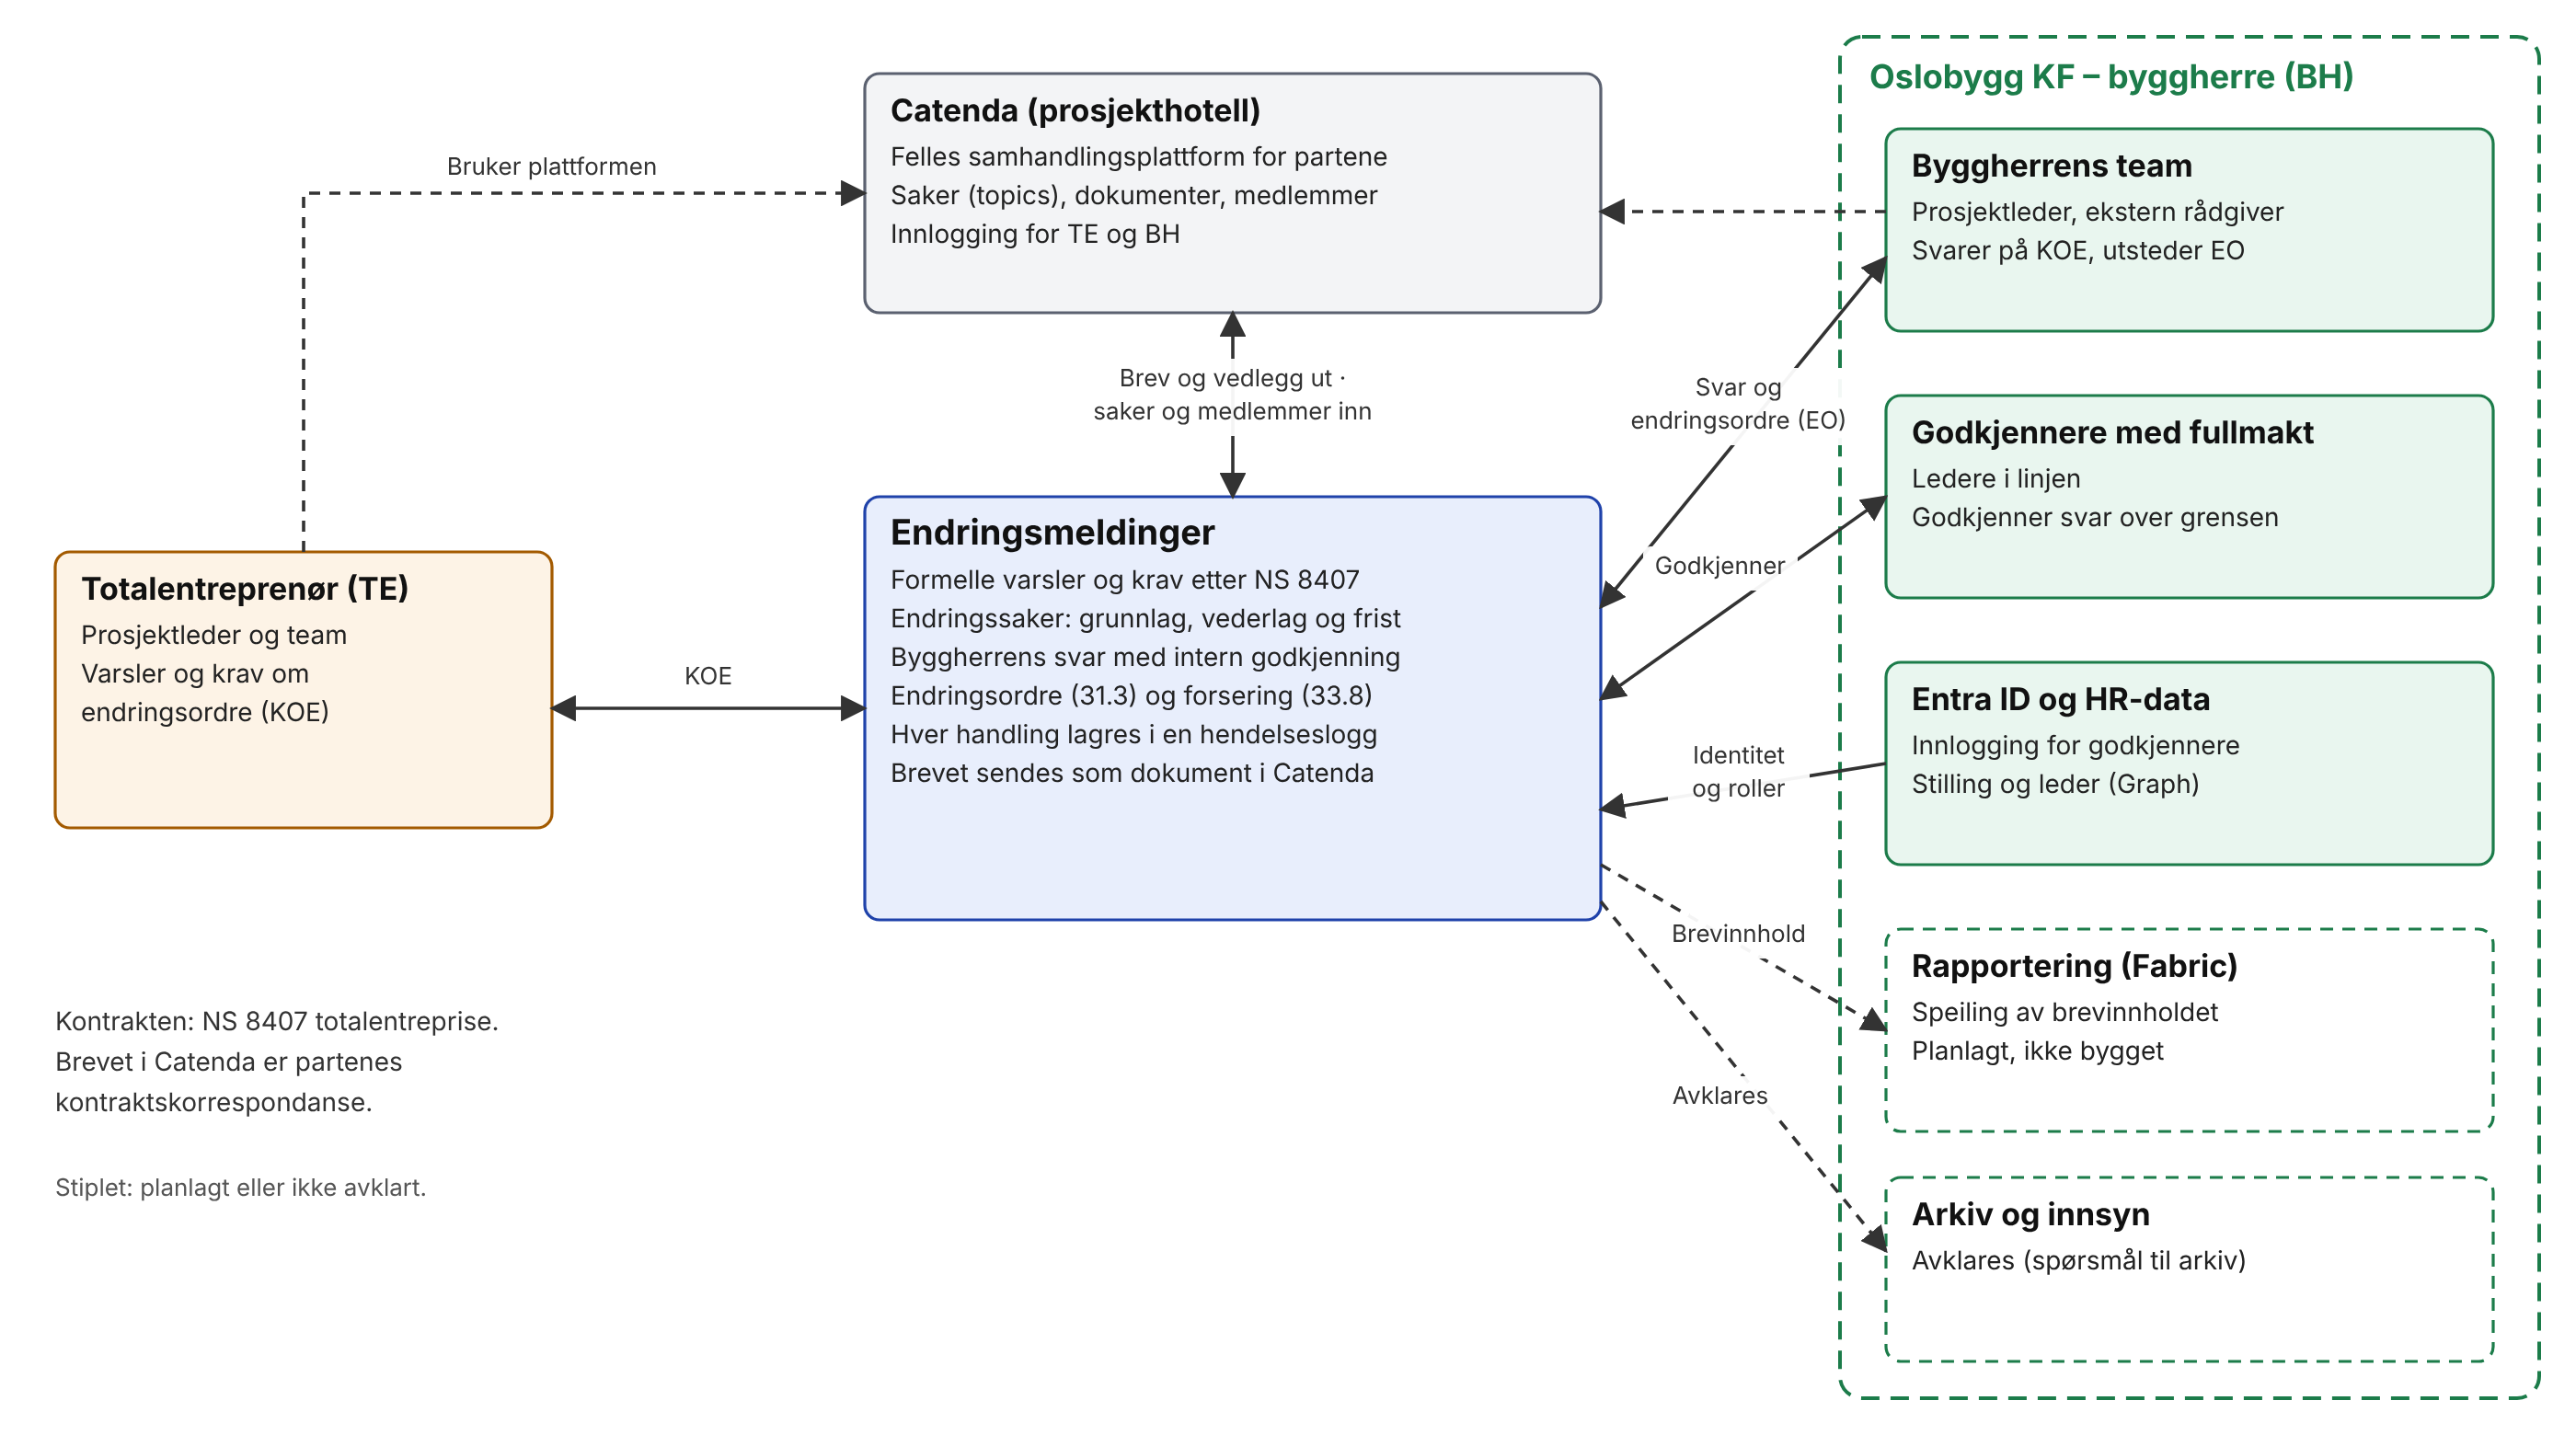 Oslobygg KF – byggherre (BH)
Catenda (prosjekthotell)
Felles samhandlingsplattform for partene
Saker (topics), dokumenter, medlemmer
Innlogging for TE og BH
Bruker plattformen
Byggherrens team
Prosjektleder, ekstern rådgiver
Svarer på KOE, utsteder EO
Brev og vedlegg ut ·
saker og medlemmer inn
Svar og
endringsordre (EO)
Godkjennere med fullmakt
Ledere i linjen
Godkjenner svar over grensen
Totalentreprenør (TE)
Prosjektleder og team
Varsler og krav om
endringsordre (KOE)
KOE
Endringsmeldinger
Formelle varsler og krav etter NS 8407
Endringssaker: grunnlag, vederlag og frist
Byggherrens svar med intern godkjenning
Endringsordre (31.3) og forsering (33.8)
Hver handling lagres i en hendelseslogg
Brevet sendes som dokument i Catenda
Godkjenner
Identitet
og roller
Entra ID og HR-data
Innlogging for godkjennere
Stilling og leder (Graph)
Brevinnhold
Rapportering (Fabric)
Speiling av brevinnholdet
Planlagt, ikke bygget
Avklares
Arkiv og innsyn
Avklares (spørsmål til arkiv)
Kontrakten: NS 8407 totalentreprise.
Brevet i Catenda er partenes
kontraktskorrespondanse.
Stiplet: planlagt eller ikke avklart.